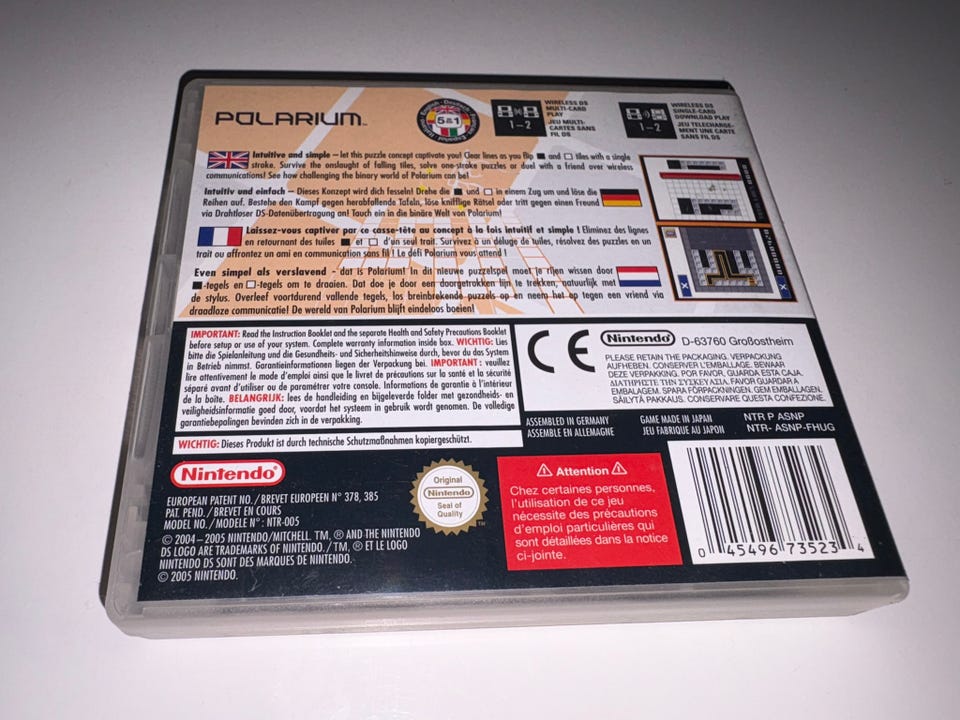 POLARIUM™
English • Deutsch •
5 in 1
WIRELESS DS
MULTI-CARD
PLAY
JEU MULTI-
CARTES SANS
FIL DS
1-2
WIRELESS DS
SINGLE-CARD
DOWNLOAD PLAY
JEU TELECHARGE-
MENT UNE CARTE
SANS FIL DS
1-2
Intuitive and simple – let this puzzle concept captivate you! Clear lines as you flip ■ and □ tiles with a single
stroke. Survive the onslaught of falling tiles, solve one-stroke puzzles or duel with a friend over wireless
communications! See how challenging the binary world of Polarium can be!
Intuitiv und einfach – Dieses Konzept wird dich fesseln! Drehe die ■ und □ in einem Zug um und löse die
Reihen auf. Bestehe den Kampf gegen herabfallende Tafeln, löse knifflige Rätsel oder tritt gegen einen Freund
via Drahtloser DS-Datenübertragung an! Tauch ein in die binäre Welt von Polarium!
Laissez-vous captiver par ce casse-tête au concept à la fois intuitif et simple ! Eliminez des lignes
en retournant des tuiles ■ et □ d'un seul trait. Survivez à un déluge de tuiles, résolvez des puzzles en un
trait ou affrontez un ami en communication sans fil ! Le défi Polarium vous attend !
Even simpel als verslavend - dat is Polarium! In dit nieuwe puzzelspel moet je rijen wissen door
■-tegels en □-tegels om te draaien. Dat doe je door een doorgetrokken lijn te trekken, natuurlijk met
de stylus. Overleef voortdurend vallende tegels, los breinbrekende puzzels op en neem het op tegen een vriend via
draadloze communicatie! De wereld van Polarium blijft eindeloos boeien!
IMPORTANT: Read the Instruction Booklet and the separate Health and Safety Precautions Booklet
before setup or use of your system. Complete warranty information inside box. WICHTIG: Lies
bitte die Spielanleitung und die Gesundheits- und Sicherheitshinweise durch, bevor du das System
in Betrieb nimmst. Garantieinformationen liegen der Verpackung bei. IMPORTANT : veuillez
lire attentivement le mode d'emploi ainsi que le livret de précautions sur la santé et la sécurité
séparé avant d'utiliser ou de paramétrer votre console. Informations de garantie à l'intérieur
de la boîte. BELANGRIJK: lees de handleiding en bijgeleverde folder met gezondheids- en
veiligheidsinformatie goed door, voordat het systeem in gebruik wordt genomen. De volledige
garantiebepalingen bevinden zich in de verpakking.
WICHTIG: Dieses Produkt ist durch technische Schutzmaßnahmen kopiergeschützt.
CE
Nintendo® D-63760 Großostheim
PLEASE RETAIN THE PACKAGING. VERPACKUNG
AUFHEBEN. CONSERVER L'EMBALLAGE. BEWAAR
DEZE VERPAKKING. POR FAVOR, GUARDA ESTA CAJA.
ΔΙΑΤΗΡΗΣΤΕ ΤΗΝ ΣΥΣΚΕΥΑΣΙΑ. FAVOR GUARDAR A
EMBALAGEM. SPARA FÖRPACKNINGEN. GEM EMBALLAGEN.
SÄILYTÄ PAKKAUS. CONSERVARE QUESTA CONFEZIONE.
ASSEMBLED IN GERMANY
ASSEMBLE EN ALLEMAGNE
GAME MADE IN JAPAN
JEU FABRIQUE AU JAPON
NTR P ASNP
NTR- ASNP-FHUG
Nintendo®
EUROPEAN PATENT NO./BREVET EUROPEEN N° 378, 385
PAT. PEND./BREVET EN COURS
MODEL NO./MODELE N°: NTR-005
© 2004–2005 NINTENDO/MITCHELL. TM, ® AND THE NINTENDO
DS LOGO ARE TRADEMARKS OF NINTENDO./TM, ® ET LE LOGO
NINTENDO DS SONT DES MARQUES DE NINTENDO.
© 2005 NINTENDO.
Original
Nintendo®
Seal of
Quality
TM
⚠ Attention ⚠
Chez certaines personnes,
l'utilisation de ce jeu
nécessite des précautions
d'emploi particulières qui
sont détaillées dans la notice
ci-jointe.
0 45496 73523 4